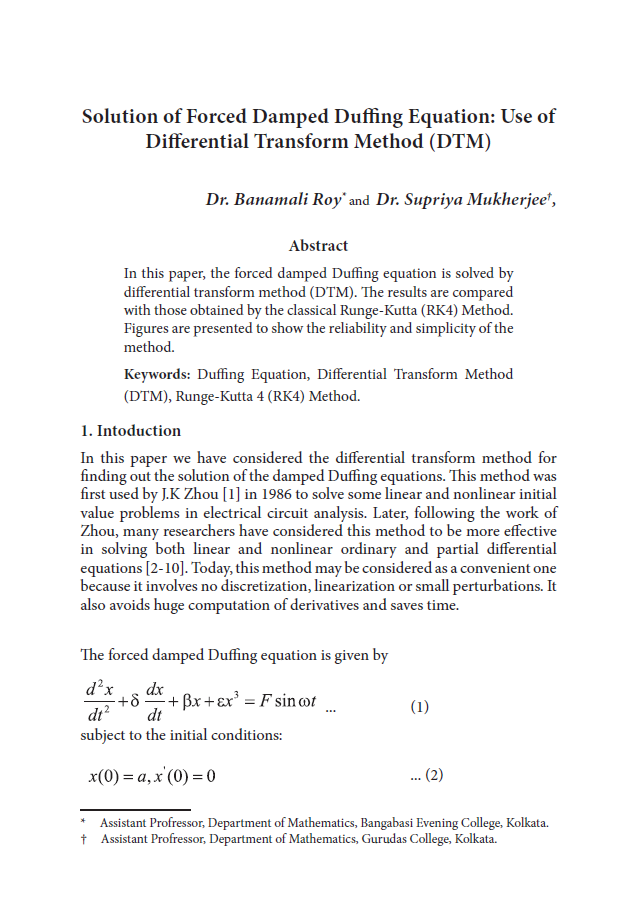 Solution of Forced Damped Duffing Equation: Use of
Differential Transform Method (DTM)
Dr. Banamali Roy* and Dr. Supriya Mukherjee†,
Abstract
In this paper, the forced damped Duffing equation is solved by
differential transform method (DTM). The results are compared
with those obtained by the classical Runge-Kutta (RK4) Method.
Figures are presented to show the reliability and simplicity of the
method.
Keywords: Duffing Equation, Differential Transform Method
(DTM), Runge-Kutta 4 (RK4) Method.
1. Intoduction
In this paper we have considered the differential transform method for
finding out the solution of the damped Duffing equations. This method was
first used by J.K Zhou [1] in 1986 to solve some linear and nonlinear initial
value problems in electrical circuit analysis. Later, following the work of
Zhou, many researchers have considered this method to be more effective
in solving both linear and nonlinear ordinary and partial differential
equations [2-10]. Today, this method may be considered as a convenient one
because it involves no discretization, linearization or small perturbations. It
also avoids huge computation of derivatives and saves time.
The forced damped Duffing equation is given by
d²x/dt² + δ dx/dt + βx + εx³ = F sin ωt ... (1)
subject to the initial conditions:
x(0) = a, x'(0) = 0 ... (2)
* Assistant Profressor, Department of Mathematics, Bangabasi Evening College, Kolkata.
† Assistant Profressor, Department of Mathematics, Gurudas College, Kolkata.